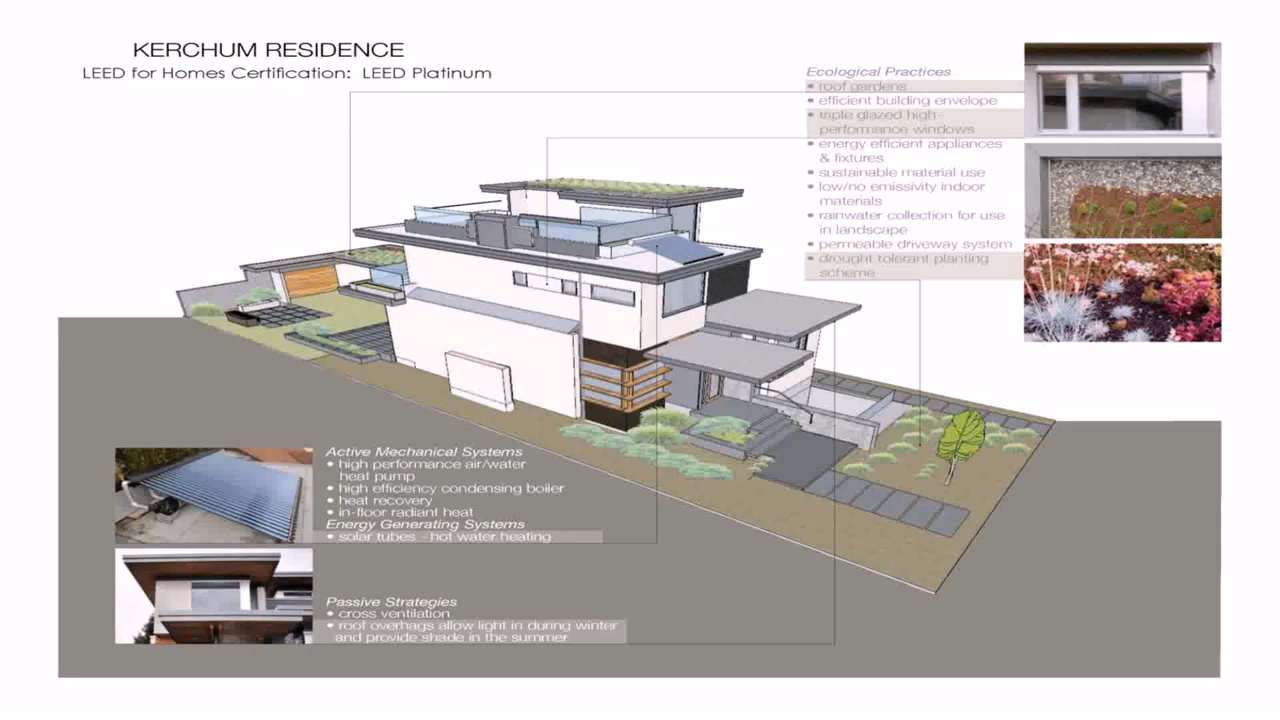 KERCHUM RESIDENCE
LEED for Homes Certification: LEED Platinum
Ecological Practices
• roof gardens
• efficient building envelope
• triple glazed high-
performance windows
• energy efficient appliances
& fixtures
• sustainable material use
• low/no emissivity indoor
materials
• rainwater collection for use
in landscape
• permeable driveway system
• drought tolerant planting
scheme
Active Mechanical Systems
• high performance air/water
heat pump
• high efficiency condensing boiler
• heat recovery
• in-floor radiant heat
Energy Generating Systems
• solar tubes - hot water heating
Passive Strategies
• cross ventilation
• roof overhags allow light in during winter
and provide shade in the summer